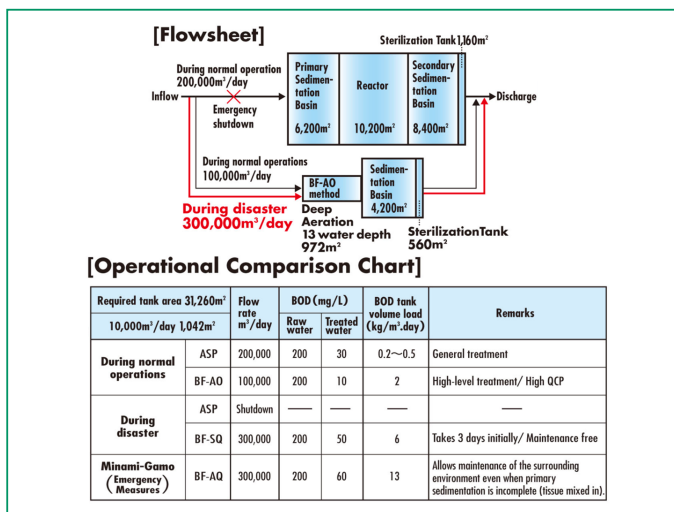 [Flowsheet]
Sterilization Tank 1,160m²
During normal operation
200,000m³/day
Inflow
Emergency
shutdown
Primary
Sedimen-
tation
Basin
6,200m²
Reactor
10,200m²
Secondary
Sedimen-
tation
Basin
8,400m²
Discharge
During normal operations
100,000m³/day
During disaster
300,000m³/day
BF-AO
method
Deep
Aeration
13 water depth
972m²
Sedimen-
tation
Basin
4,200m²
SterilizationTank
560m²
[Operational Comparison Chart]
Required tank area 31,260m²
10,000m³/day 1,042m²
Flow
rate
m³/day
BOD (mg/L)
Raw
water
Treated
water
BOD tank
volume load
(kg/m³.day)
Remarks
During normal
operations
ASP 200,000 200 30 0.2～0.5 General treatment
BF-AO 100,000 200 10 2 High-level treatment/ High QCP
During
disaster
ASP Shutdown — — — —
BF-SQ 300,000 200 50 6 Takes 3 days initially/ Maintenance free
Minami-Gamo
(Emergency
Measures)
BF-AQ 300,000 200 60 13
Allows maintenance of the surrounding
environment even when primary
sedimentation is incomplete (tissue mixed in).